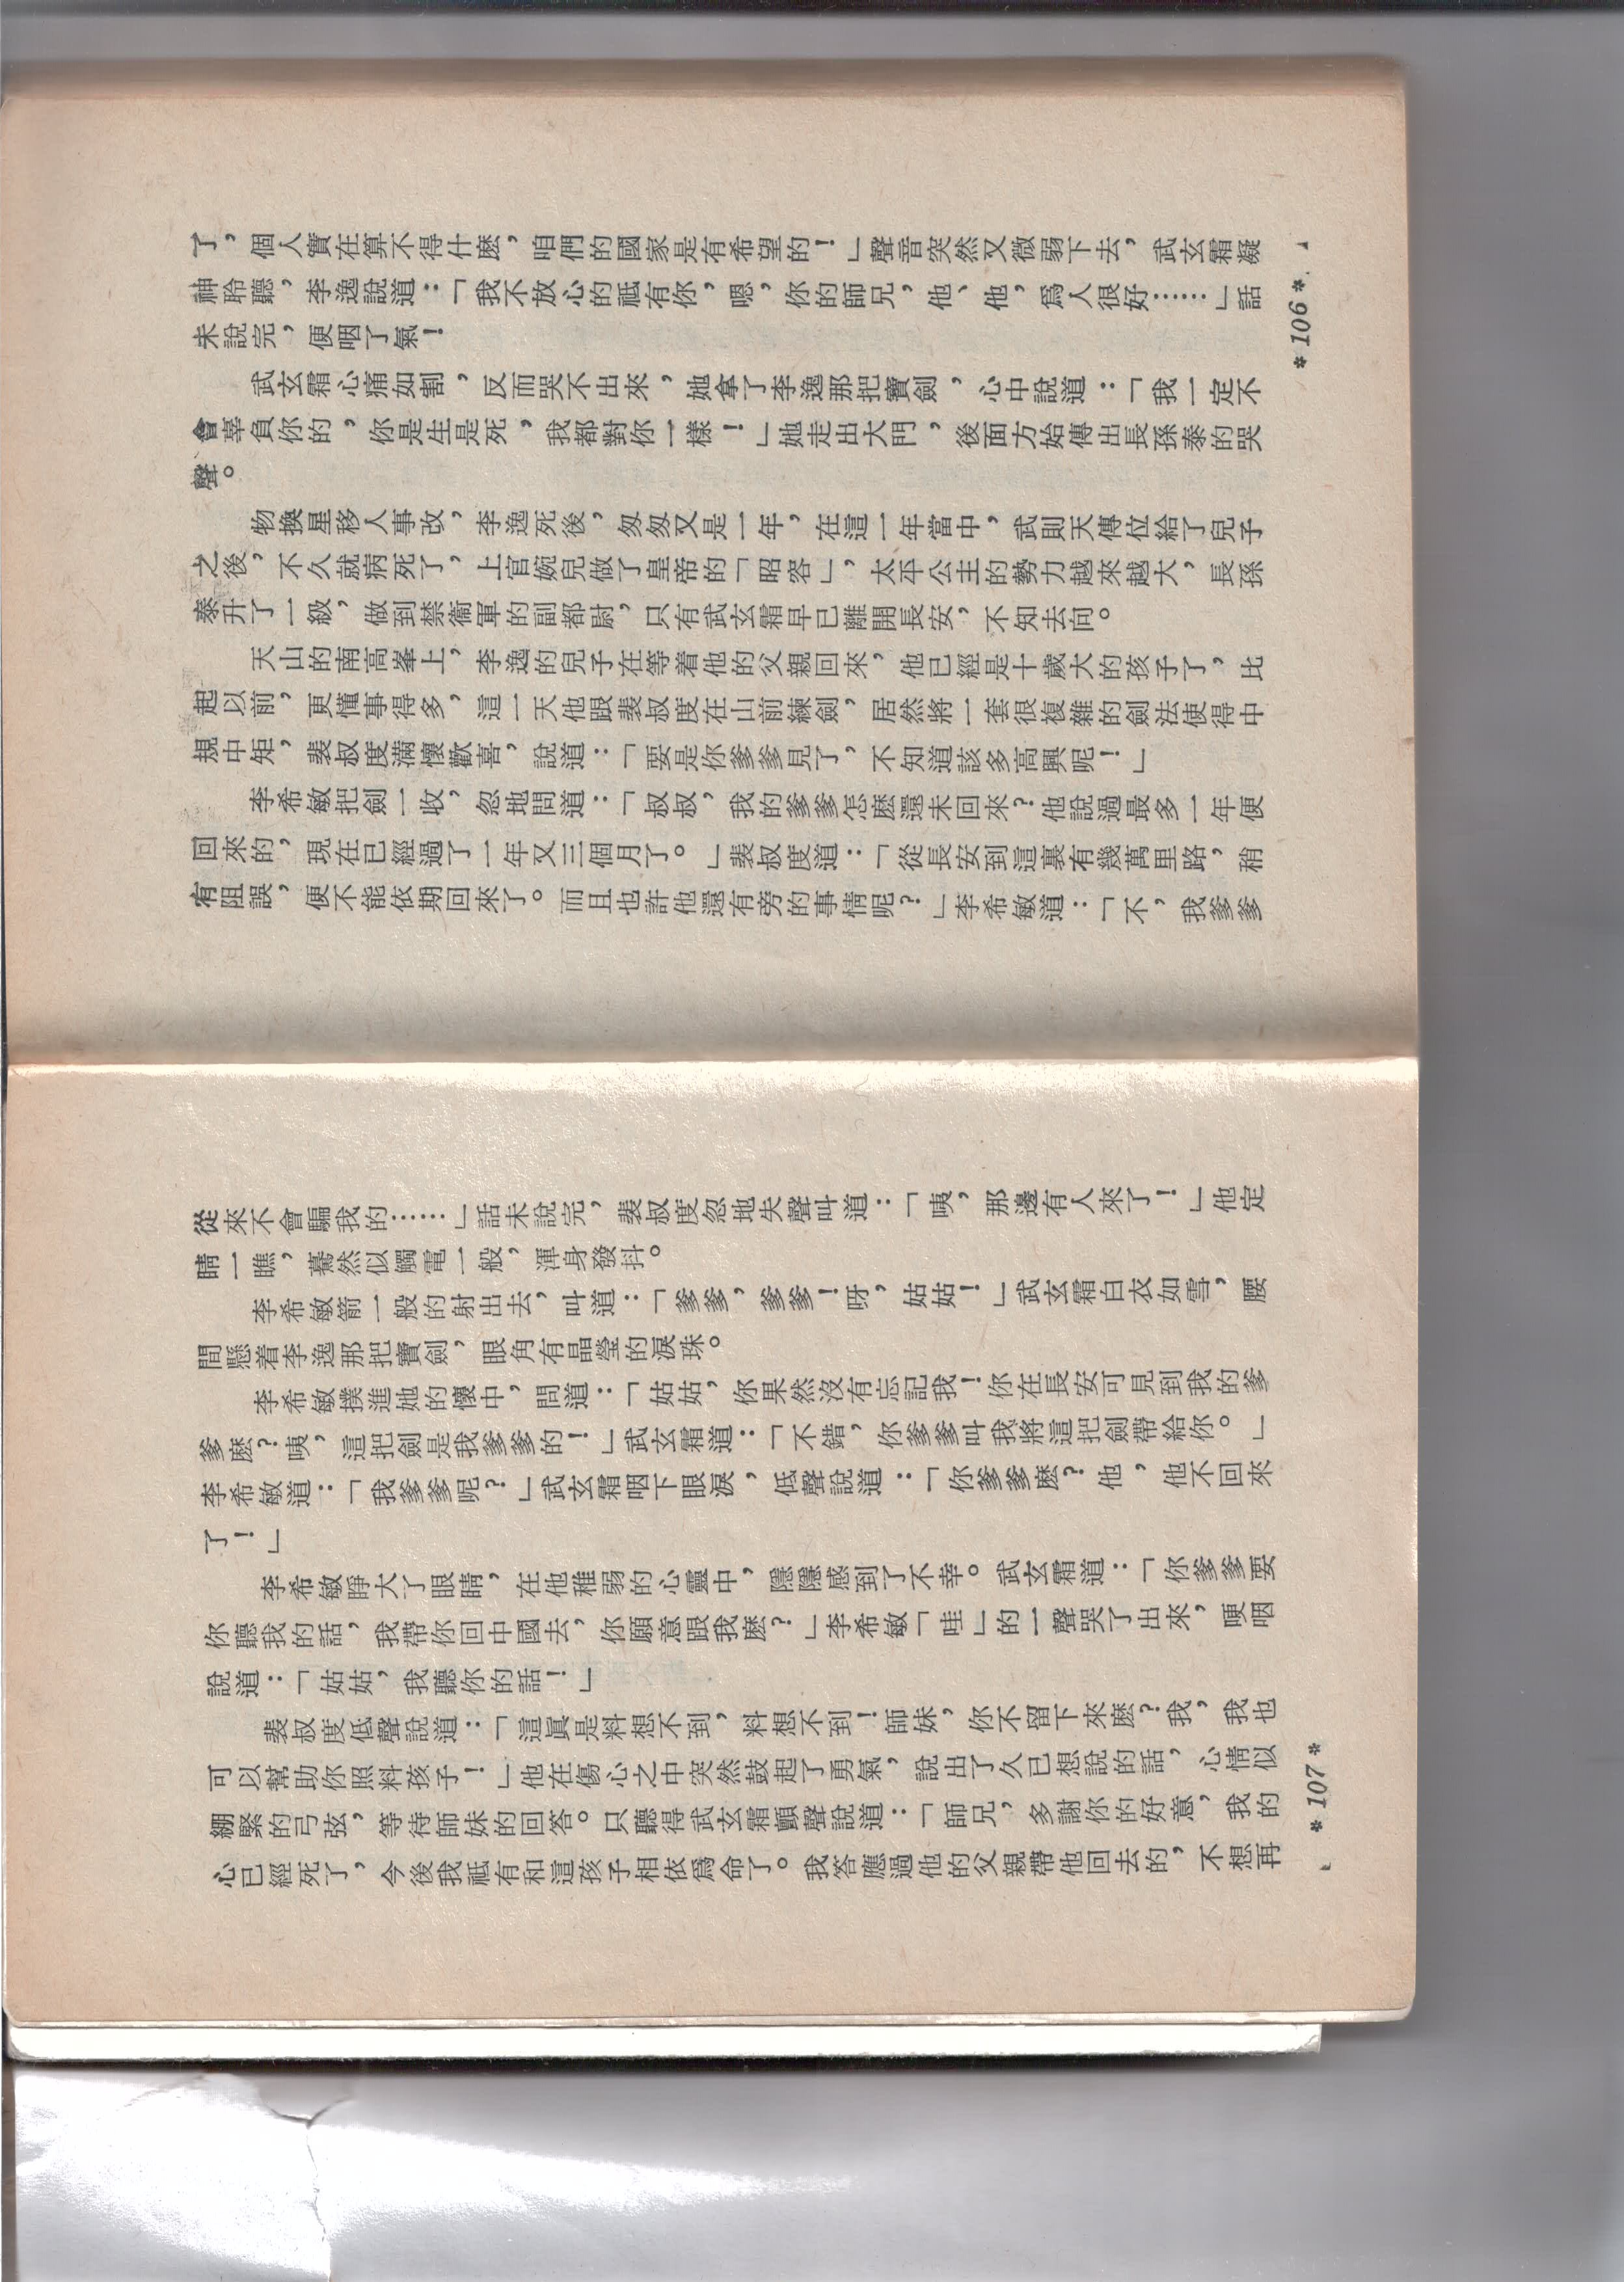 了，個人實在算不得什麽，咱們的國家是有希望的！」聲音突然又微弱下去，武玄霜凝
神聆聽，李逸說道：「我不放心的祗有你，嗯，你的師兄，他、他，爲人很好……」話
未說完，便咽了氣！
武玄霜心痛如割，反而哭不出來，她拿了李逸那把寶劍，心中說道：「我一定不
會辜負你的，你是生是死，我都對你一樣！」她走出大門，後面方始傳出長孫泰的哭
聲。
物換星移人事改，李逸死後，匆匆又是一年，在這一年當中，武則天傳位給了兒子
之後，不久就病死了，上官婉兒做了皇帝的「昭容」，太平公主的勢力越來越大，長孫
泰升了一級，做到禁衞軍的副都尉，只有武玄霜早已離開長安，不知去向。
天山的南高峯上，李逸的兒子在等着他的父親回來，他已經是十歲大的孩子了，比
起以前，更懂事得多，這一天他跟裴叔度在山前練劍，居然將一套很複雜的劍法使得中
規中矩，裴叔度滿懷歡喜，說道：「要是你爹爹見了，不知道該多高興呢！」
李希敏把劍一收，忽地問道：「叔叔，我的爹爹怎麽還未回來？他說過最多一年便
回來的，現在已經過了一年又三個月了。」裴叔度道：「從長安到這裏有幾萬里路，稍
有阻誤，便不能依期回來了。而且也許他還有旁的事情呢？」李希敏道：「不，我爹爹
*106*
從來不會騙我的……」話未說完，裴叔度忽地失聲叫道：「咦，那邊有人來了！」他定
睛一瞧，驀然似觸電一般，渾身發抖。
李希敏箭一般的射出去，叫道：「爹爹，爹爹！呀，姑姑！」武玄霜白衣如雪，腰
間懸着李逸那把寶劍，眼角有晶瑩的淚珠。
李希敏撲進她的懷中，問道：「姑姑，你果然沒有忘記我！你在長安可見到我的爹
爹麽？咦，這把劍是我爹爹的！」武玄霜道：「不錯，你爹爹叫我將這把劍帶給你。」
李希敏道：「我爹爹呢？」武玄霜咽下眼淚，低聲說道：「你爹爹麽？他，他不回來
了！」
李希敏睜大了眼睛，在他稚弱的心靈中，隱隱感到了不幸。武玄霜道：「你爹爹要
你聽我的話，我帶你回中國去，你願意跟我麽？」李希敏「哇」的一聲哭了出來，哽咽
說道：「姑姑，我聽你的話！」
裴叔度低聲說道：「這眞是料想不到，料想不到！師妹，你不留下來麽？我，我也
可以幫助你照料孩子！」他在傷心之中突然鼓起了勇氣，說出了久已想說的話，心情似
綳緊的弓弦，等待師妹的回答。只聽得武玄霜顫聲說道：「師兄，多謝你的好意，我的
心已經死了，今後我祗有和這孩子相依爲命了。我答應過他的父親帶他回去的，不想再
*107*